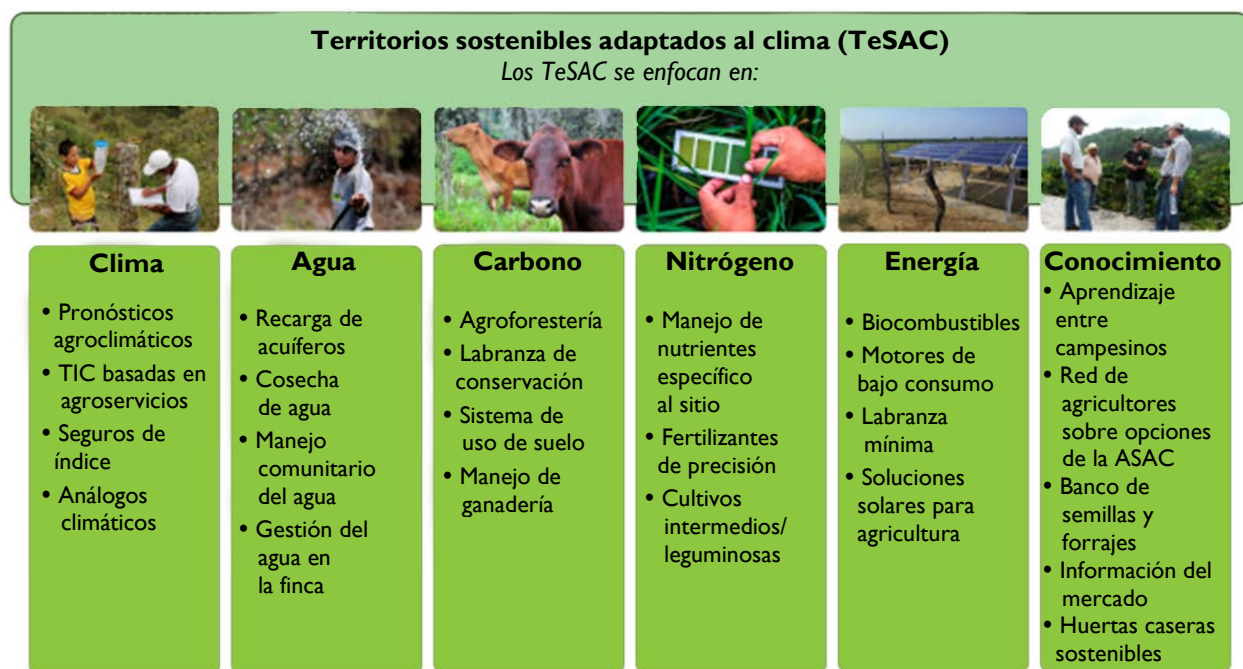 Territorios sostenibles adaptados al clima (TeSAC)
Los TeSAC se enfocan en:
Clima
• Pronósticos
agroclimáticos
• TIC basadas en
agroservicios
• Seguros de
índice
• Análogos
climáticos
Agua
• Recarga de
acuíferos
• Cosecha
de agua
• Manejo
comunitario
del agua
• Gestión del
agua en
la finca
Carbono
• Agroforestería
• Labranza de
conservación
• Sistema de
uso de suelo
• Manejo de
ganadería
Nitrógeno
• Manejo de
nutrientes
específico
al sitio
• Fertilizantes
de precisión
• Cultivos
intermedios/
leguminosas
Energía
• Biocombustibles
• Motores de
bajo consumo
• Labranza
mínima
• Soluciones
solares para
agricultura
Conocimiento
• Aprendizaje
entre
campesinos
• Red de
agricultores
sobre opciones
de la ASAC
• Banco de
semillas y
forrajes
• Información del
mercado
• Huertas caseras
sostenibles